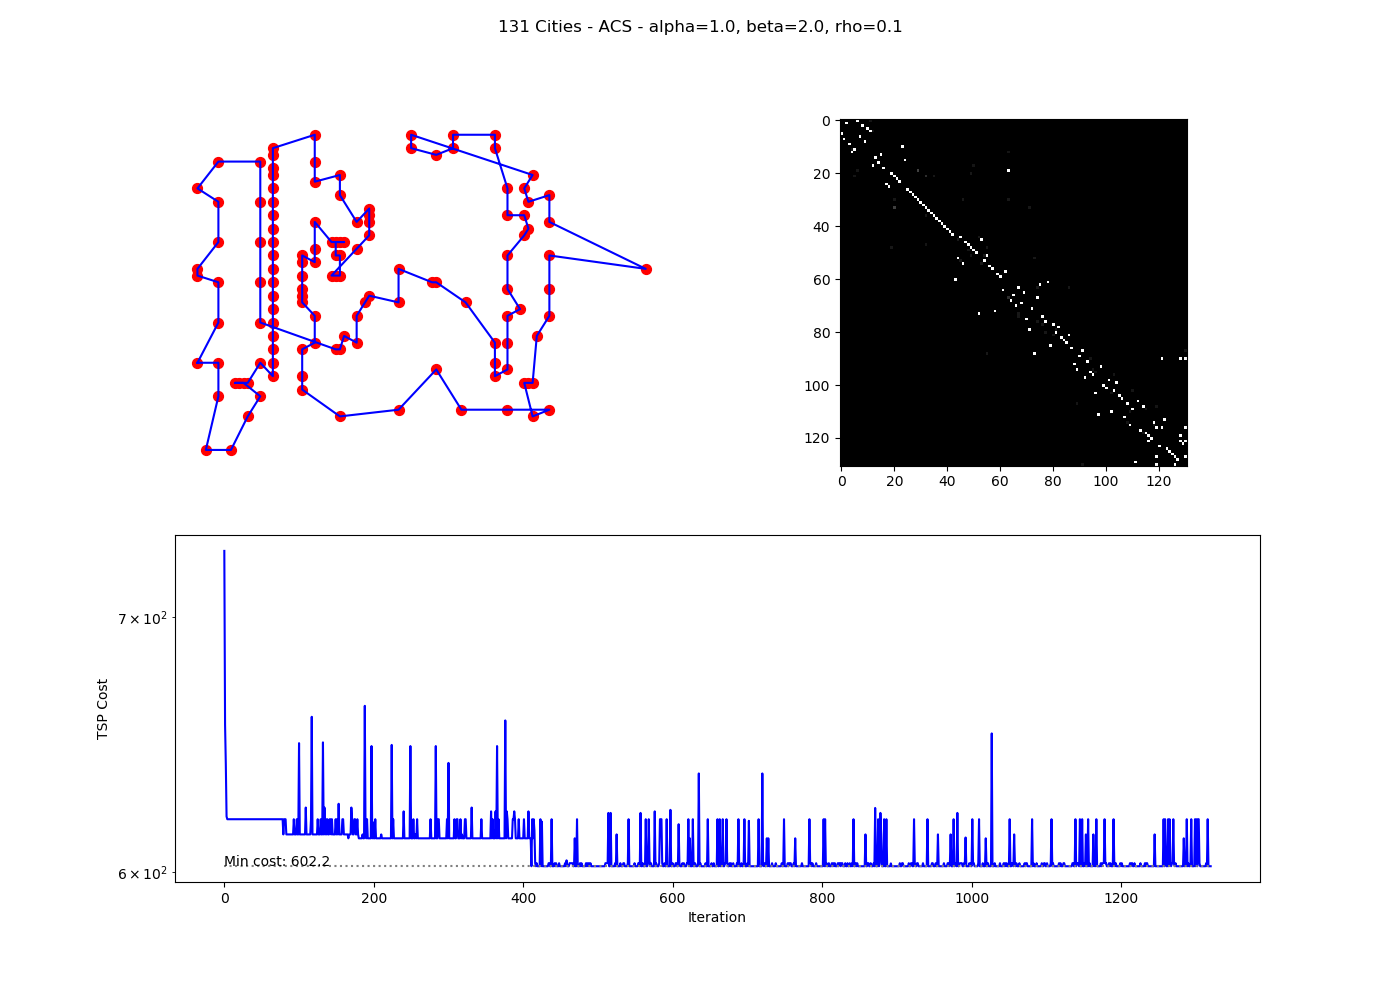 131 Cities - ACS - alpha=1.0, beta=2.0, rho=0.1
0
20
40
60
80
100
120
0 20 40 60 80 100 120
7 × 10²
6 × 10²
TSP Cost
Min cost: 602.2
0 200 400 600 800 1000 1200
Iteration